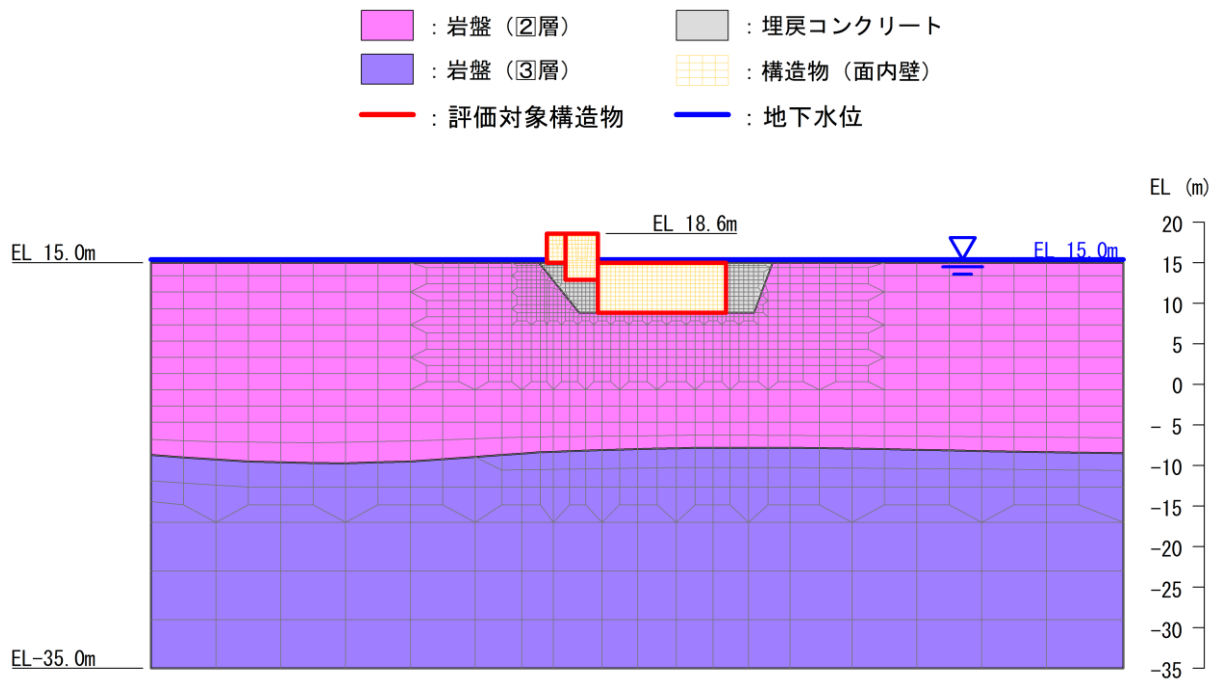 ：岩盤（②層）
：埋戻コンクリート
：岩盤（③層）
：構造物（面内壁）
：評価対象構造物
：地下水位
EL (m)
EL 18.6m
EL 15.0m
EL 15.0m
20
15
10
5
0
- 5
-10
-15
-20
-25
-30
-35
EL-35.0m